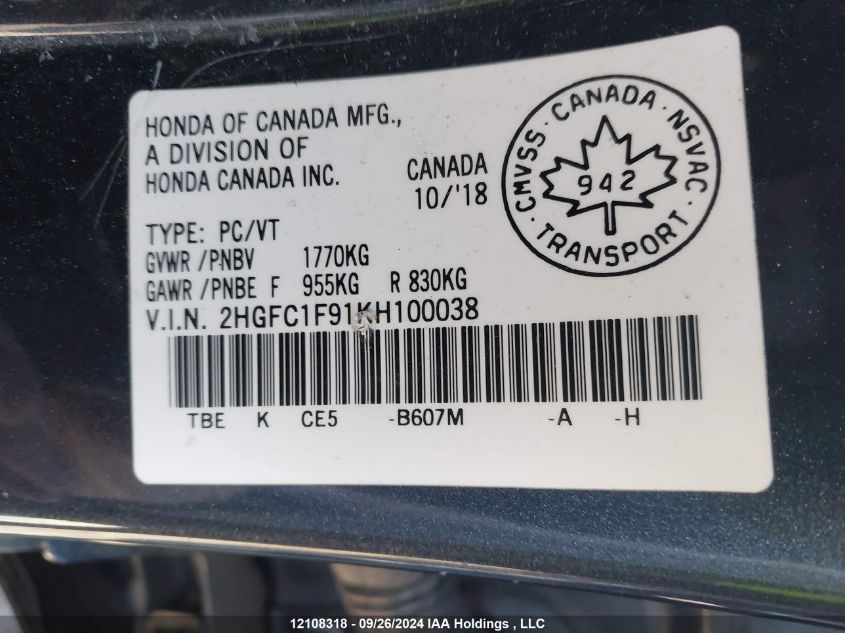 HONDA OF CANADA MFG.,
A DIVISION OF
HONDA CANADA INC.
CANADA
10/'18
CMVSS · CANADA · NSVAC · TRANSPORT ·
942
TYPE: PC/VT
GVWR /PNBV 1770KG
GAWR /PNBE F 955KG R 830KG
V.I.N. 2HGFC1F91KH100038
TBE K CE5 -B607M -A -H
12108318 - 09/26/2024 IAA Holdings , LLC